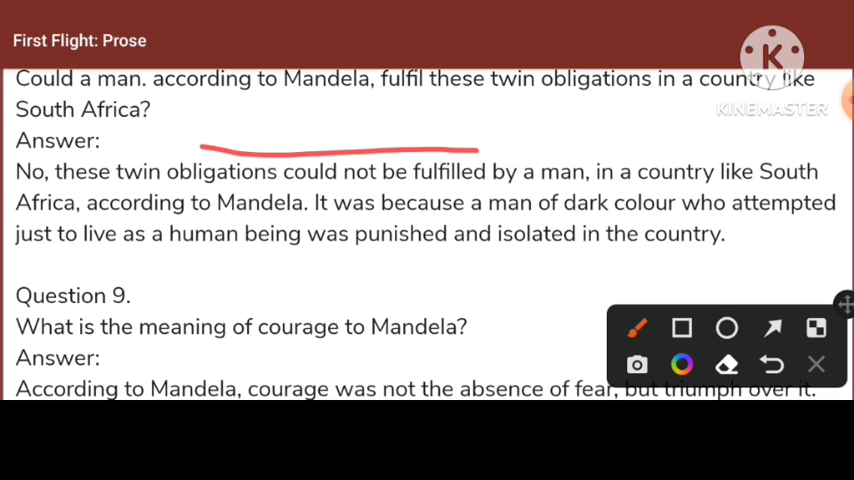 First Flight: Prose
Could a man. according to Mandela, fulfil these twin obligations in a country like
K
KINEMASTER
South Africa?
Answer:
No, these twin obligations could not be fulfilled by a man, in a country like South
Africa, according to Mandela. It was because a man of dark colour who attempted
just to live as a human being was punished and isolated in the country.
Question 9.
What is the meaning of courage to Mandela?
Answer:
According to Mandela, courage was not the absence of fear, but triumph over it.